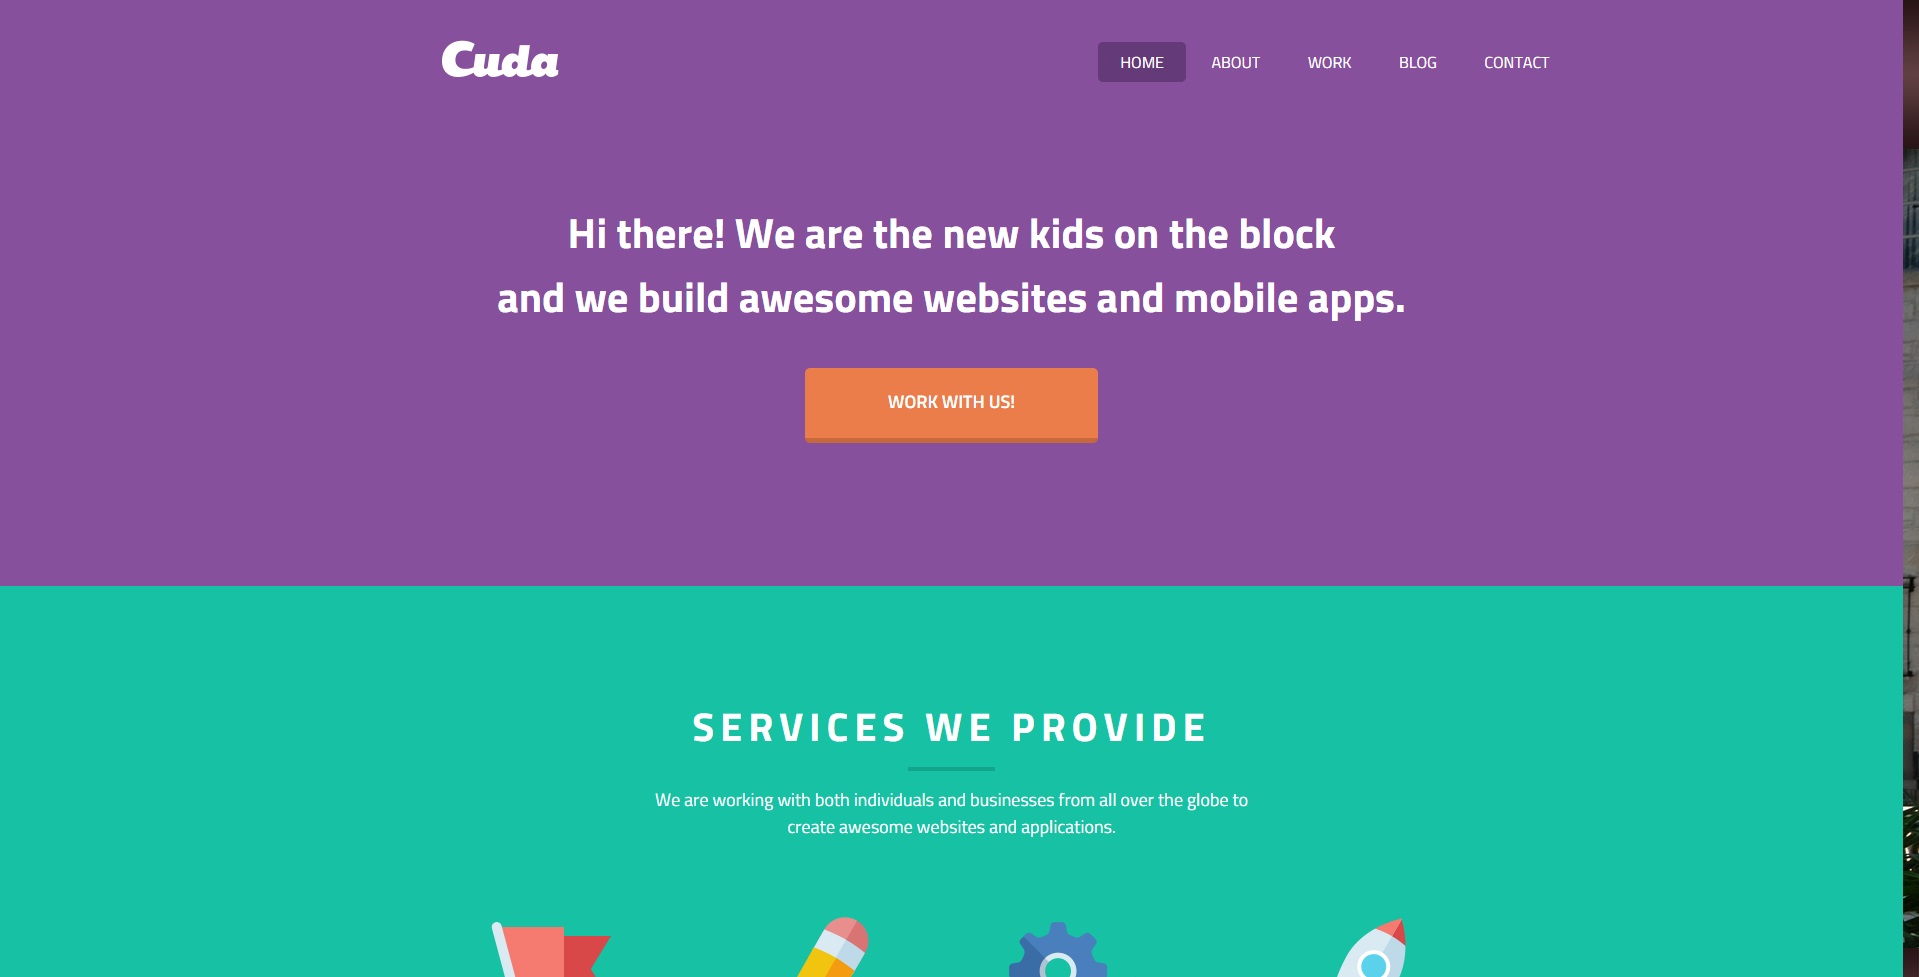 Cuda
HOME ABOUT WORK BLOG CONTACT
Hi there! We are the new kids on the block
and we build awesome websites and mobile apps.
WORK WITH US!
SERVICES WE PROVIDE
We are working with both individuals and businesses from all over the globe to
create awesome websites and applications.